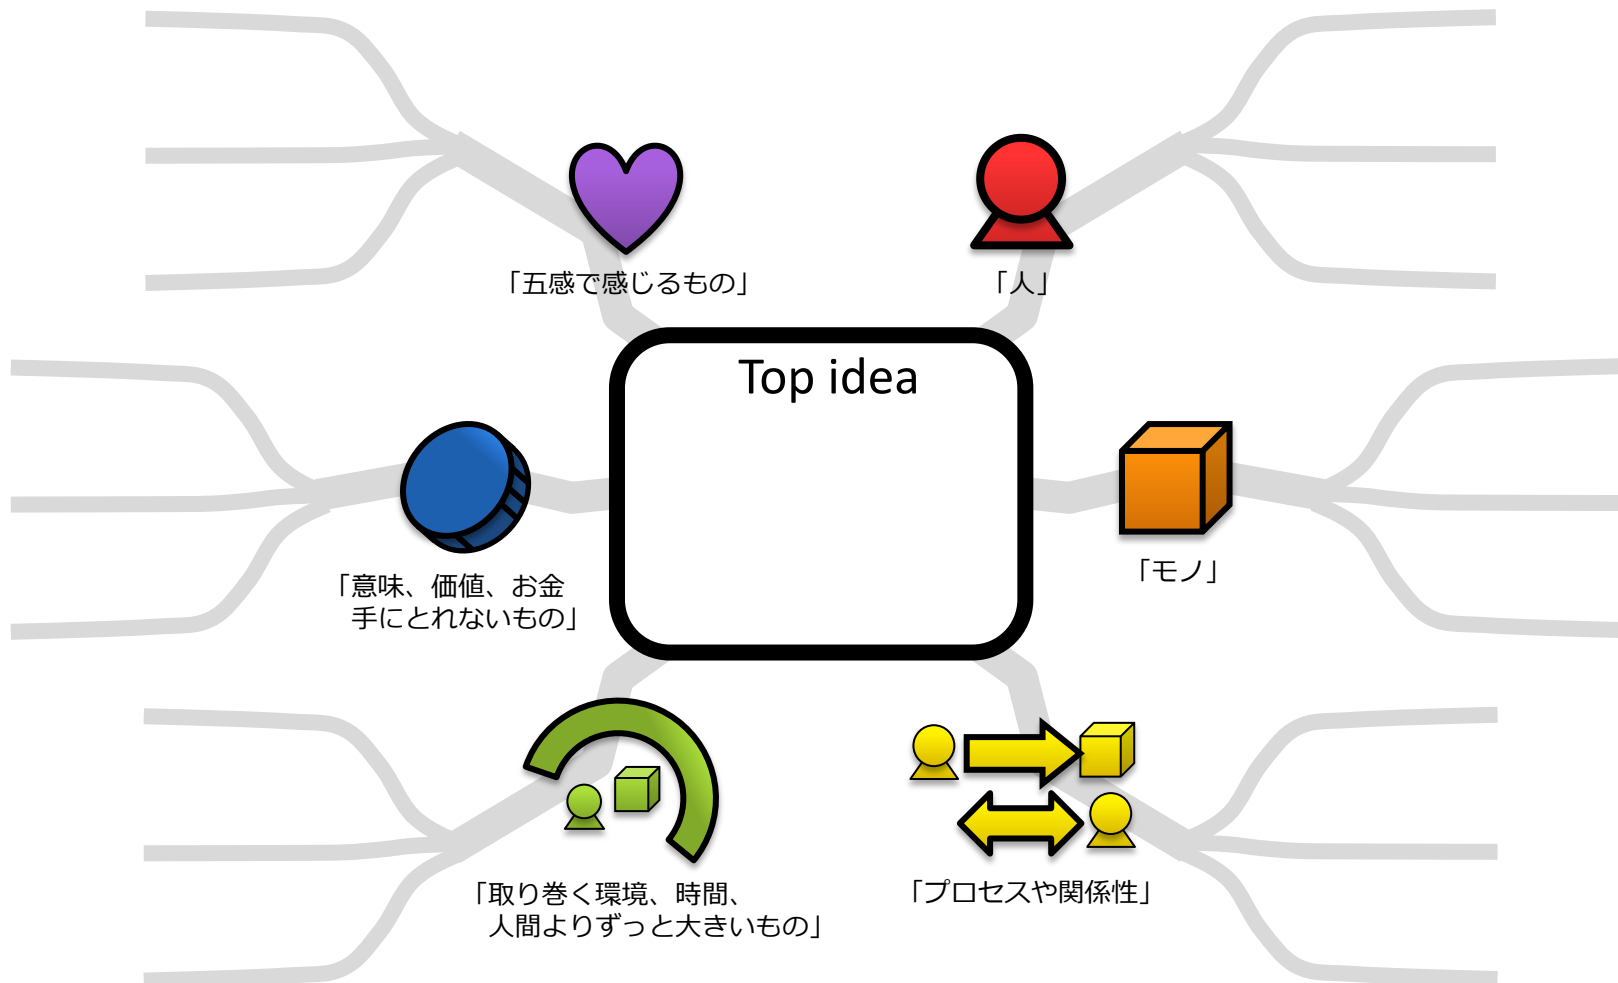 「五感で感じるもの」
「人」
Top idea
「モノ」
「意味、価値、お金
手にとれないもの」
「プロセスや関係性」
「取り巻く環境、時間、
人間よりずっと大きいもの」